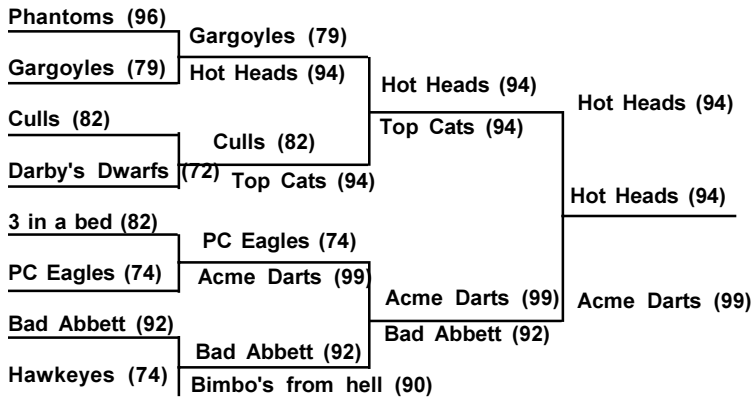 Phantoms (96)
Gargoyles (79)
Culls (82)
Darby's Dwarfs (72)
3 in a bed (82)
PC Eagles (74)
Bad Abbett (92)
Hawkeyes (74)
Gargoyles (79)
Hot Heads (94)
Culls (82)
Top Cats (94)
PC Eagles (74)
Acme Darts (99)
Bad Abbett (92)
Bimbo's from hell (90)
Hot Heads (94)
Top Cats (94)
Acme Darts (99)
Bad Abbett (92)
Hot Heads (94)
Hot Heads (94)
Acme Darts (99)